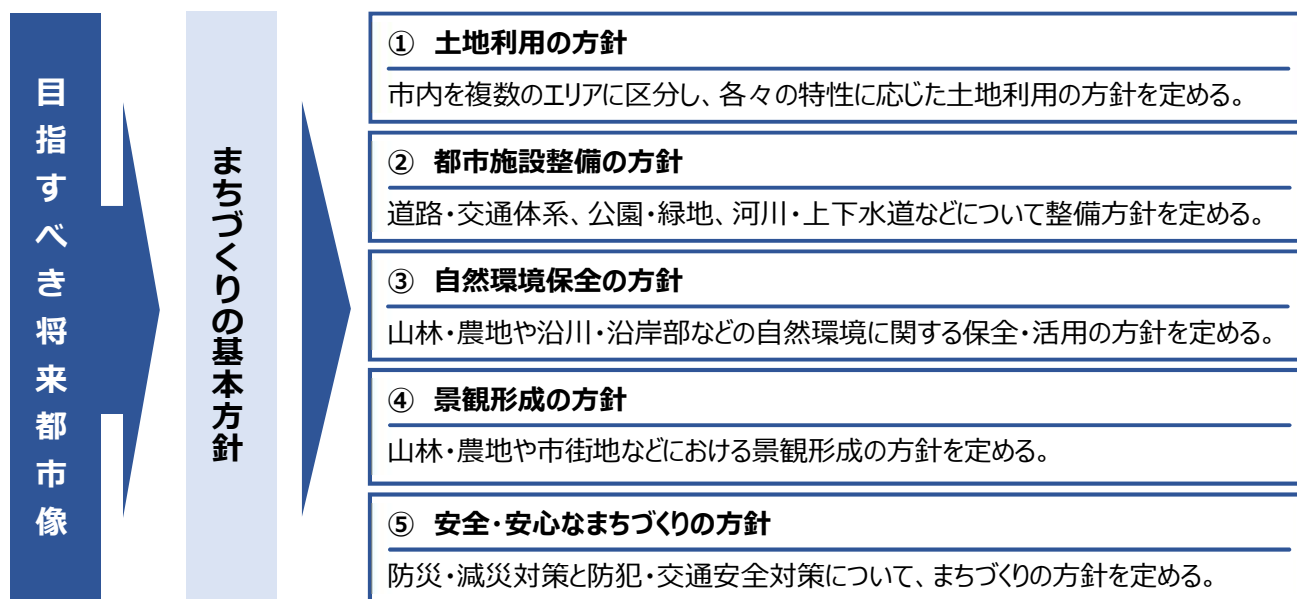 目指すべき将来都市像
まちづくりの基本方針
① 土地利用の方針
市内を複数のエリアに区分し、各々の特性に応じた土地利用の方針を定める。
② 都市施設整備の方針
道路・交通体系、公園・緑地、河川・上下水道などについて整備方針を定める。
③ 自然環境保全の方針
山林・農地や沿川・沿岸部などの自然環境に関する保全・活用の方針を定める。
④ 景観形成の方針
山林・農地や市街地などにおける景観形成の方針を定める。
⑤ 安全・安心なまちづくりの方針
防災・減災対策と防犯・交通安全対策について、まちづくりの方針を定める。